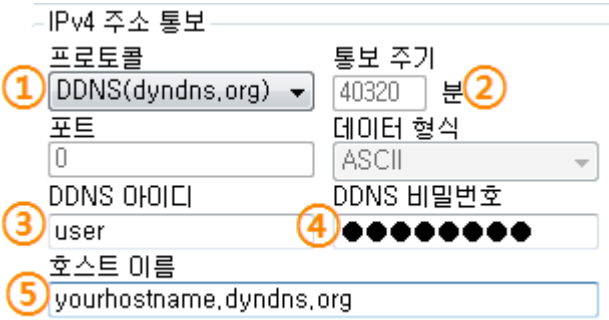 IPv4 주소 통보
프로토콜 통보 주기
① DDNS(dyndns,org) 40320 분 ②
포트 데이터 형식
0 ASCII
DDNS 아이디 DDNS 비밀번호
③ user ④ ●●●●●●●●
호스트 이름
⑤ yourhostname,dyndns,org